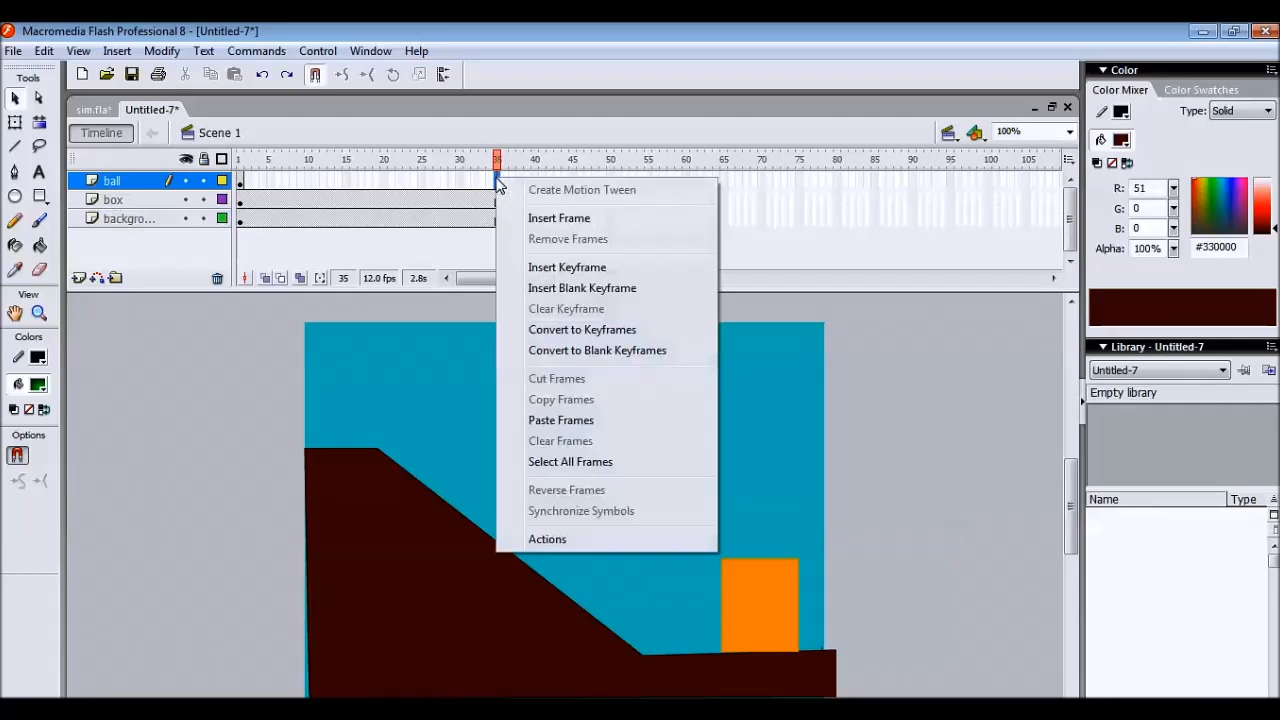 Macromedia Flash Professional 8 - [Untitled-7*]
File Edit View Insert Modify Text Commands Control Window Help
Tools
sim.fla* Untitled-7*
Timeline Scene 1 100%
1 5 10 15 20 25 30 35 40 45 50 55 60 65 70 75 80 85 90 95 100 105
ball
box
backgro...
35 12.0 fps 2.8s
View
Colors
Options
Create Motion Tween
Insert Frame
Remove Frames
Insert Keyframe
Insert Blank Keyframe
Clear Keyframe
Convert to Keyframes
Convert to Blank Keyframes
Cut Frames
Copy Frames
Paste Frames
Clear Frames
Select All Frames
Reverse Frames
Synchronize Symbols
Actions
Color
Color Mixer Color Swatches
Type: Solid
R: 51
G: 0
B: 0
Alpha: 100% #330000
Library - Untitled-7
Untitled-7
Empty library
Name Type